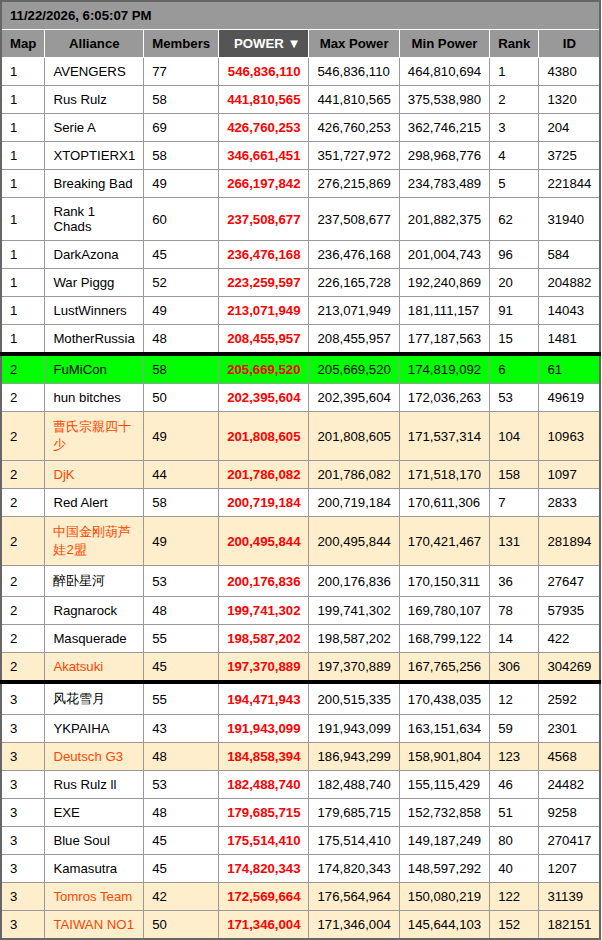 11/22/2026, 6:05:07 PM
Map Alliance Members POWER ▼ Max Power Min Power Rank ID
1 AVENGERS 77 546,836,110 546,836,110 464,810,694 1 4380
1 Rus Rulz 58 441,810,565 441,810,565 375,538,980 2 1320
1 Serie A 69 426,760,253 426,760,253 362,746,215 3 204
1 XTOPTIERX1 58 346,661,451 351,727,972 298,968,776 4 3725
1 Breaking Bad 49 266,197,842 276,215,869 234,783,489 5 221844
1 Rank 1 Chads 60 237,508,677 237,508,677 201,882,375 62 31940
1 DarkAzona 45 236,476,168 236,476,168 201,004,743 96 584
1 War Piggg 52 223,259,597 226,165,728 192,240,869 20 204882
1 LustWinners 49 213,071,949 213,071,949 181,111,157 91 14043
1 MotherRussia 48 208,455,957 208,455,957 177,187,563 15 1481
2 FuMiCon 58 205,669,520 205,669,520 174,819,092 6 61
2 hun bitches 50 202,395,604 202,395,604 172,036,263 53 49619
2 曹氏宗親四十少 49 201,808,605 201,808,605 171,537,314 104 10963
2 DjK 44 201,786,082 201,786,082 171,518,170 158 1097
2 Red Alert 58 200,719,184 200,719,184 170,611,306 7 2833
2 中国金刚葫芦娃2盟 49 200,495,844 200,495,844 170,421,467 131 281894
2 醉卧星河 53 200,176,836 200,176,836 170,150,311 36 27647
2 Ragnarock 48 199,741,302 199,741,302 169,780,107 78 57935
2 Masquerade 55 198,587,202 198,587,202 168,799,122 14 422
2 Akatsuki 45 197,370,889 197,370,889 167,765,256 306 304269
3 风花雪月 55 194,471,943 200,515,335 170,438,035 12 2592
3 YKPAIHA 43 191,943,099 191,943,099 163,151,634 59 2301
3 Deutsch G3 48 184,858,394 186,943,299 158,901,804 123 4568
3 Rus Rulz ll 53 182,488,740 182,488,740 155,115,429 46 24482
3 EXE 48 179,685,715 179,685,715 152,732,858 51 9258
3 Blue Soul 45 175,514,410 175,514,410 149,187,249 80 270417
3 Kamasutra 45 174,820,343 174,820,343 148,597,292 40 1207
3 Tomros Team 42 172,569,664 176,564,964 150,080,219 122 31139
3 TAIWAN NO1 50 171,346,004 171,346,004 145,644,103 152 182151